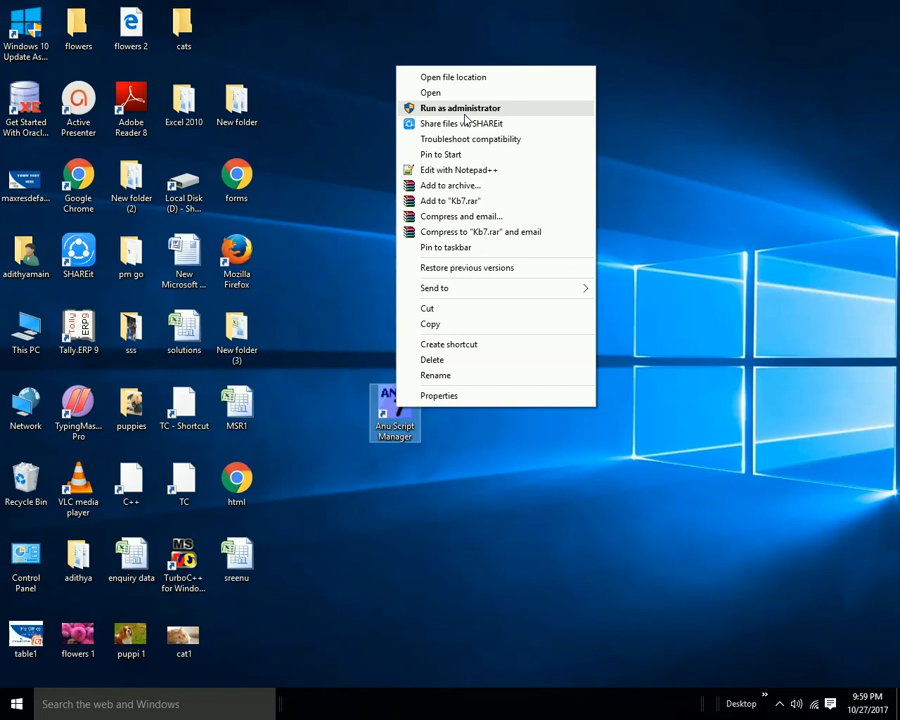 Windows 10
Update As...
flowers
flowers 2
cats
Get Started
With Oracl...
Active
Presenter
Adobe
Reader 8
Excel 2010
New folder
maxresdefa...
Google
Chrome
New folder
(2)
Local Disk
(D) - Sh...
forms
adithyamain
SHAREit
pm go
New
Microsoft ...
Mozilla
Firefox
This PC
Tally.ERP 9
sss
solutions
New folder
(3)
Network
TypingMas...
Pro
puppies
TC - Shortcut
MSR1
Recycle Bin
VLC media
player
C++
TC
html
Control
Panel
adithya
enquiry data
TurboC++
for Windo...
sreenu
table1
flowers 1
puppi 1
cat1
Open file location
Open
Run as administrator
Share files via SHAREit
Troubleshoot compatibility
Pin to Start
Edit with Notepad++
Add to archive...
Add to "Kb7.rar"
Compress and email...
Compress to "Kb7.rar" and email
Pin to taskbar
Restore previous versions
Send to
Cut
Copy
Create shortcut
Delete
Rename
Properties
Anu Script
Manager
Search the web and Windows
Desktop
9:59 PM
10/27/2017